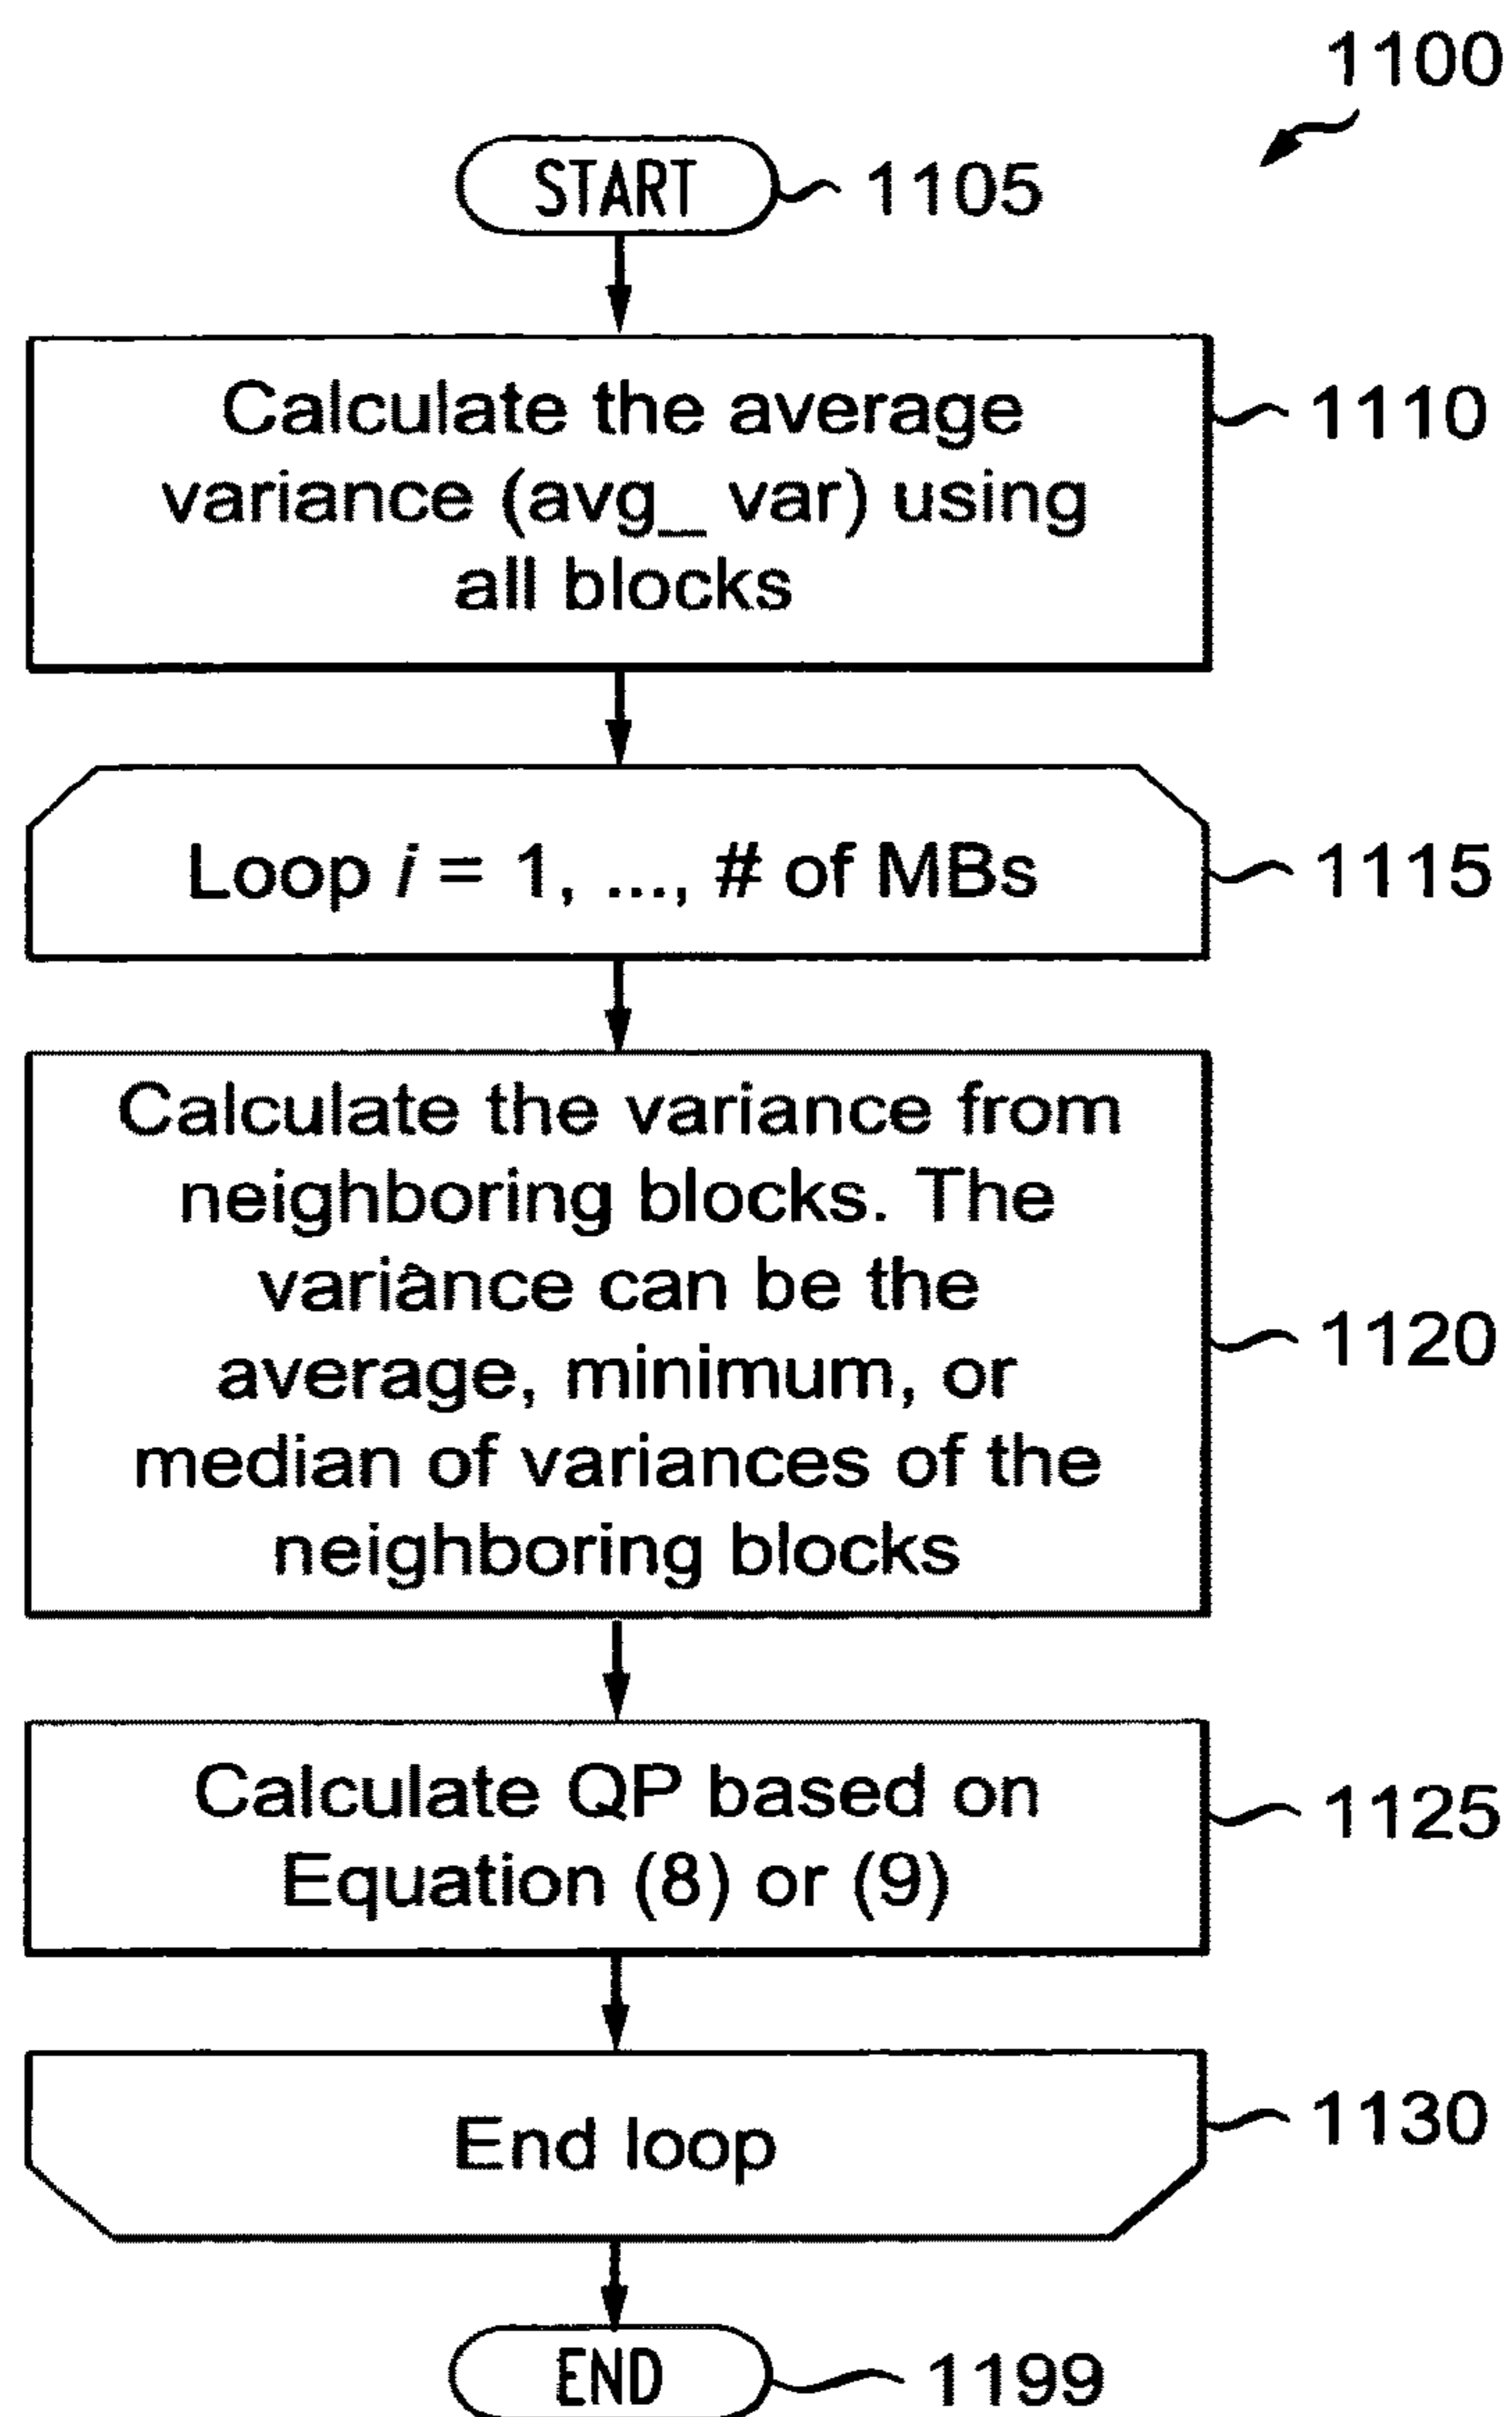 1100
START
1105
Calculate the average
variance (avg_ var) using
all blocks
1110
Loop i = 1, ..., # of MBs
1115
Calculate the variance from
neighboring blocks. The
variance can be the
average, minimum, or
median of variances of the
neighboring blocks
1120
Calculate QP based on
Equation (8) or (9)
1125
End loop
1130
END
1199